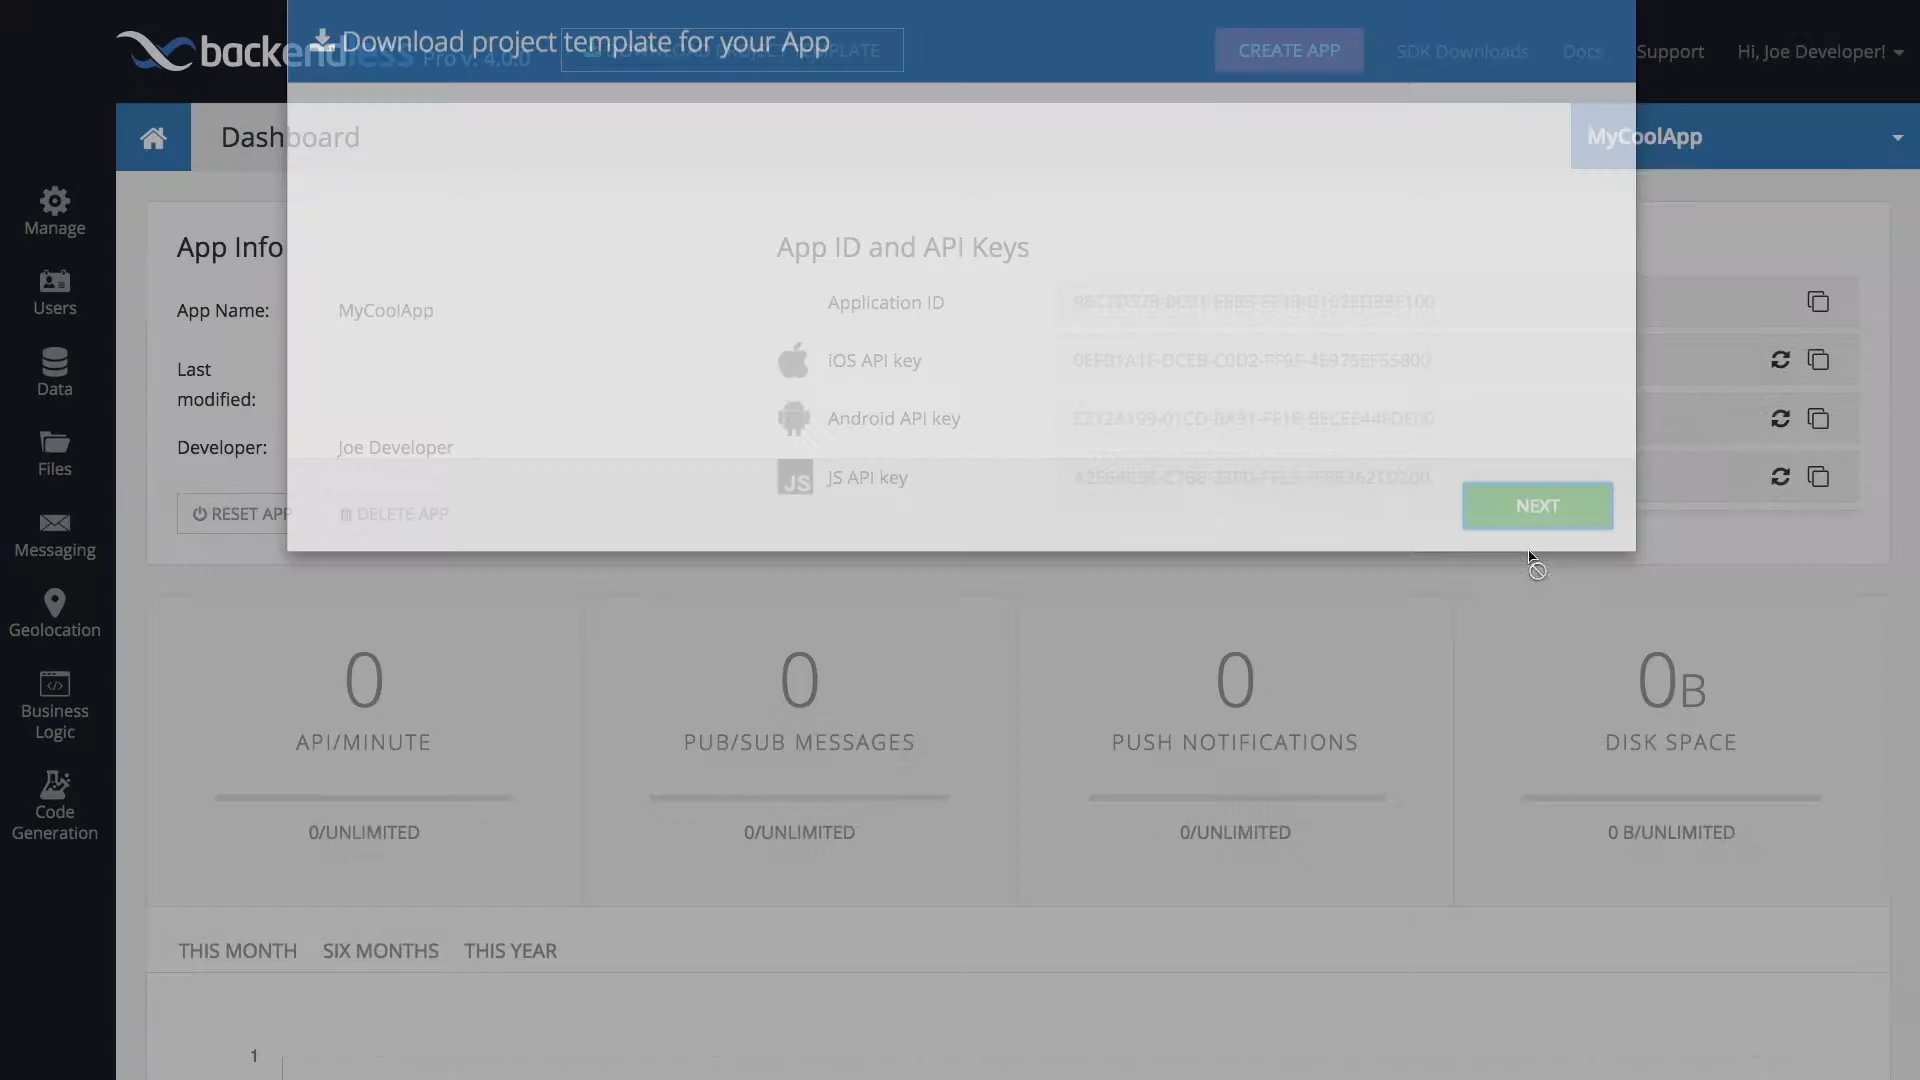 backendless Pro v. 4.0.0
Download project template for your App
CREATE APP
SDK Downloads
Docs
Support
Hi, Joe Developer!
Dashboard
MyCoolApp
Manage
Users
Data
Files
Messaging
Geolocation
Business
Logic
Code
Generation
App Info
App Name: MyCoolApp
Last
modified:
Developer: Joe Developer
RESET APP
DELETE APP
App ID and API Keys
Application ID
iOS API key
Android API key
JS
JS API key
NEXT
0
API/MINUTE
0/UNLIMITED
0
PUB/SUB MESSAGES
0/UNLIMITED
0
PUSH NOTIFICATIONS
0/UNLIMITED
0B
DISK SPACE
0 B/UNLIMITED
THIS MONTH
SIX MONTHS
THIS YEAR
1